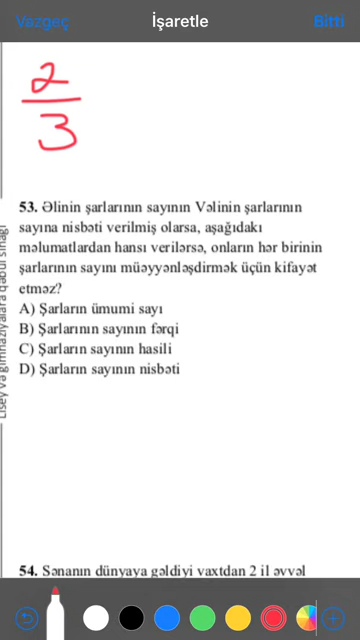 Vazgeç İşaretle Bitti
2
3
53. Əlinin şarlarının sayının Vəlinin şarlarının
sayına nisbəti verilmiş olarsa, aşağıdakı
məlumatlardan hansı verilərsə, onların hər birinin
şarlarının sayını müəyyənləşdirmək üçün kifayət
etməz?
A) Şarların ümumi sayı
B) Şarlarının sayının fərqi
C) Şarların sayının hasili
D) Şarların sayının nisbəti
Lisey və gimnaziyalara qəbul sınağı
54. Sənanın dünyaya gəldiyi vaxtdan 2 il əvvəl